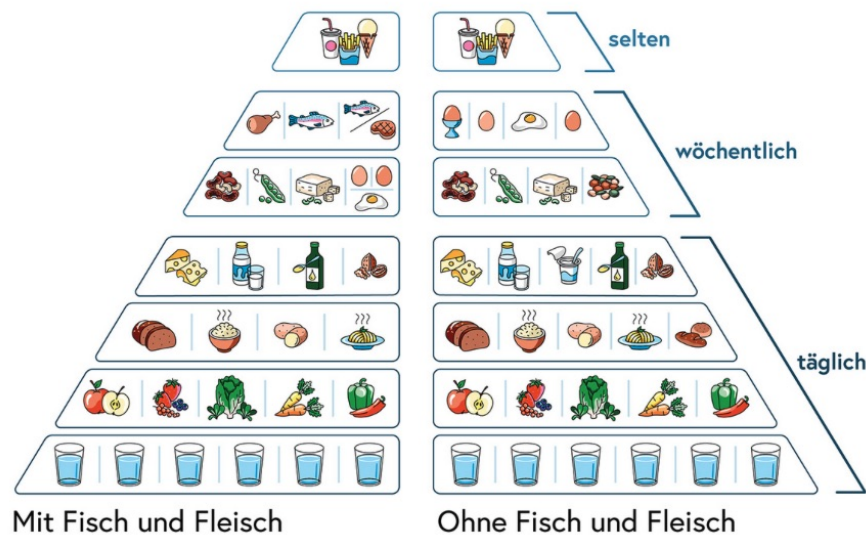 selten
wöchentlich
täglich
Mit Fisch und Fleisch
Ohne Fisch und Fleisch